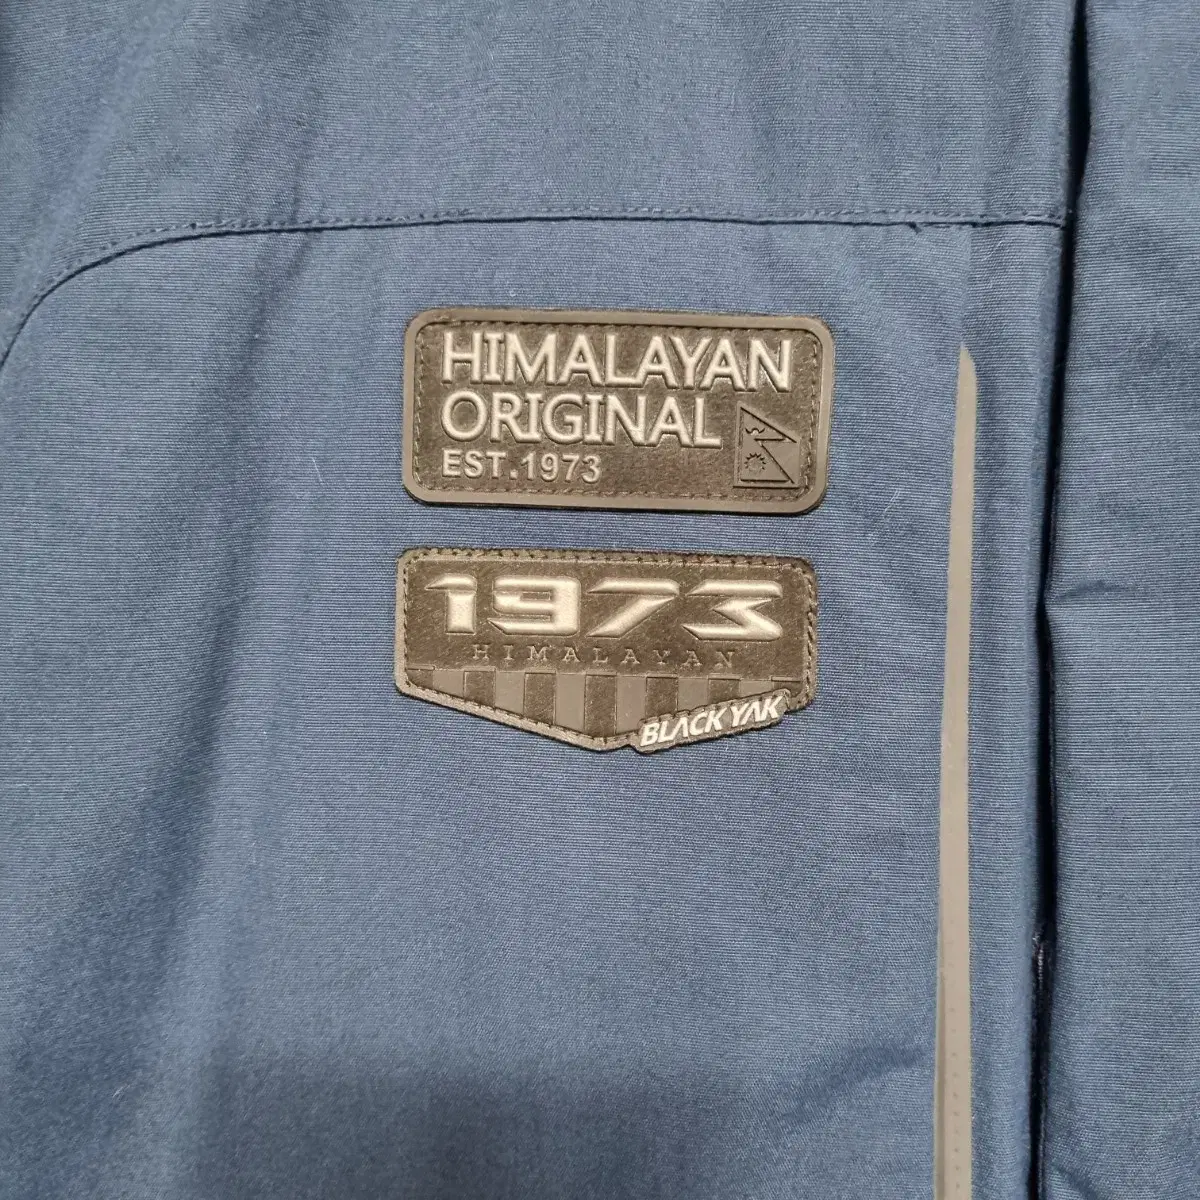 HIMALAYAN
ORIGINAL
EST.1973
1973
HIMALAYAN
BLACK YAK